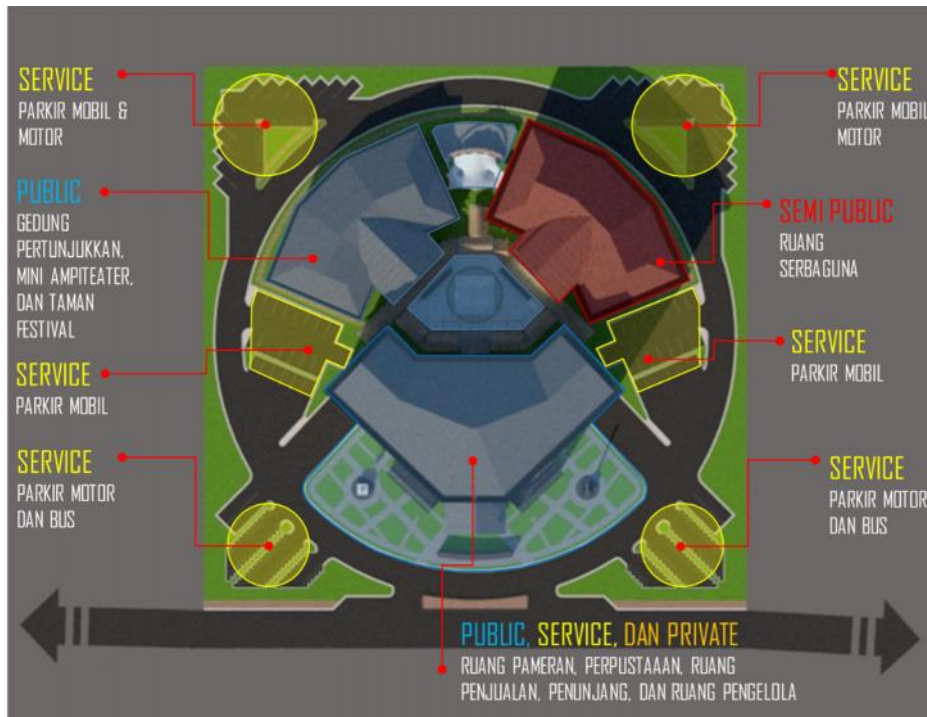 SERVICE
PARKIR MOBIL &
MOTOR
PUBLIC
GEDUNG
PERTUNJUKKAN,
MINI AMPITEATER,
DAN TAMAN
FESTIVAL
SERVICE
PARKIR MOBIL
SERVICE
PARKIR MOTOR
DAN BUS
SERVICE
PARKIR MOBIL
MOTOR
SEMI PUBLIC
RUANG
SERBAGUNA
SERVICE
PARKIR MOBIL
SERVICE
PARKIR MOTOR
DAN BUS
PUBLIC, SERVICE, DAN PRIVATE
RUANG PAMERAN, PERPUSTAAAN, RUANG
PENJUALAN, PENUNJANG, DAN RUANG PENGELOLA